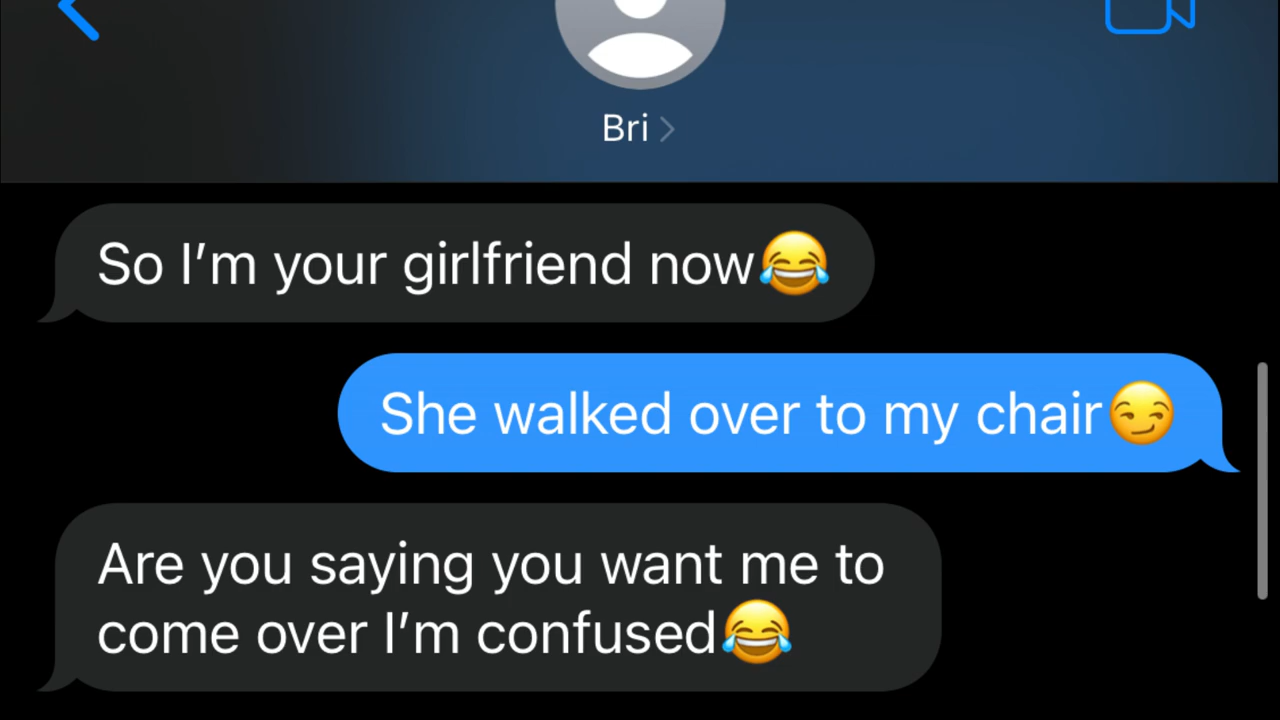 Bri
So I’m your girlfriend now😂
She walked over to my chair😏
Are you saying you want me to
come over I’m confused😂